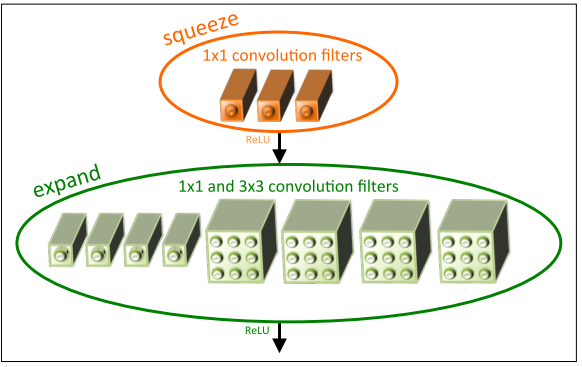 squeeze
1x1 convolution filters
ReLU
expand
1x1 and 3x3 convolution filters
ReLU